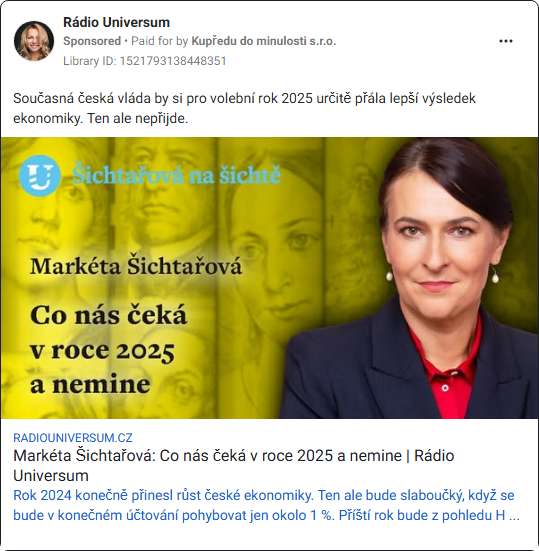 Rádio Universum
Sponsored • Paid for by Kupředu do minulosti s.r.o.
Library ID: 1521793138448351
Současná česká vláda by si pro volební rok 2025 určitě přála lepší výsledek
ekonomiky. Ten ale nepřijde.
U Šichtařová na šichtě
Markéta Šichtařová
Co nás čeká
v roce 2025
a nemine
RADIOUNIVERSUM.CZ
Markéta Šichtařová: Co nás čeká v roce 2025 a nemine | Rádio
Universum
Rok 2024 konečně přinesl růst české ekonomiky. Ten ale bude slaboučký, když se
bude v konečném účtování pohybovat jen okolo 1 %. Příští rok bude z pohledu H ...